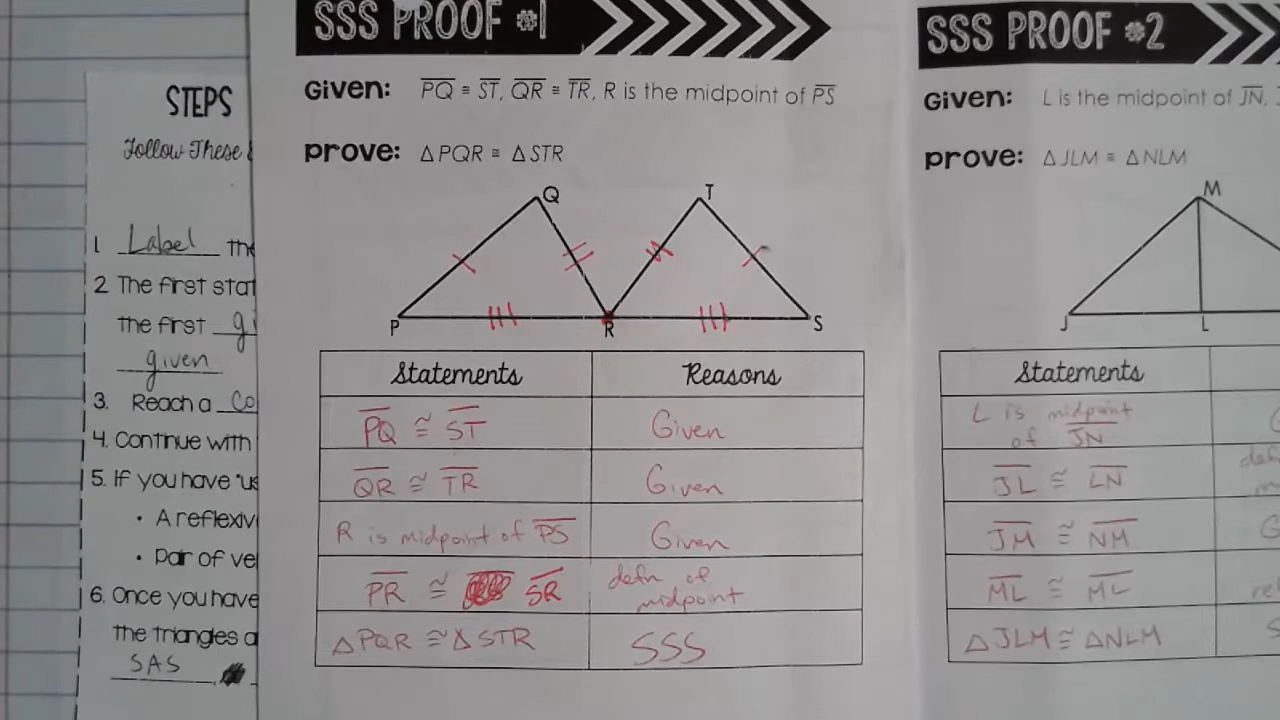 STEPS
Follow These
1 Label the
2 The first stat
the first gi
given
3. Reach a co
4. Continue with
5. If you have "us
• A reflexiv
• Pair of ve
6. Once you have
the triangles a
SAS
SSS PROOF #1
Given: PQ ≅ ST, QR ≅ TR, R is the midpoint of PS
prove: △PQR ≅ △STR
Q
T
P
R
S
Statements Reasons
PQ ≅ ST Given
QR ≅ TR Given
R is midpoint of PS Given
PR ≅ SR defn of midpoint
△PQR ≅ △STR SSS
SSS PROOF #2
Given: L is the midpoint of JN,
prove: △JLM ≅ △NLM
M
J
L
Statements
L is midpoint
of JN
JL ≅ LN
JM ≅ NM
ML ≅ ML
△JLM ≅ △NLM